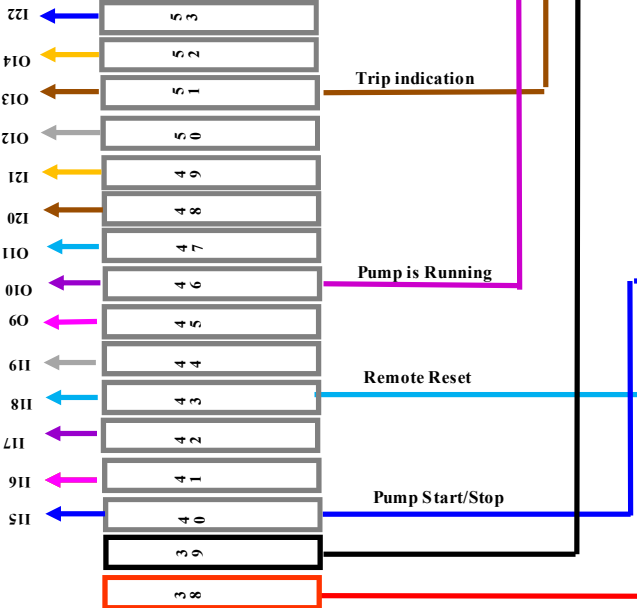 I22
53
O14
52
O13
51
Trip indication
O12
50
I21
49
I20
48
O11
47
O10
46
Pump is Running
O9
45
I19
44
Remote Reset
I18
43
I17
42
I16
41
Pump Start/Stop
I15
40
39
38